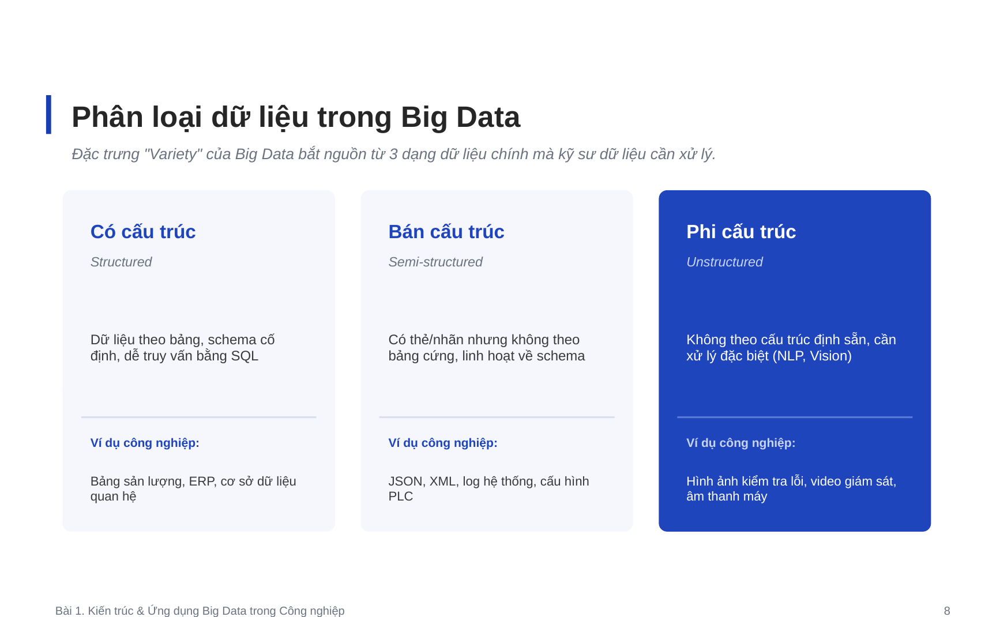 Phân loại dữ liệu trong Big Data
Đặc trưng "Variety" của Big Data bắt nguồn từ 3 dạng dữ liệu chính mà kỹ sư dữ liệu cần xử lý.
Có cấu trúc
Structured
Dữ liệu theo bảng, schema cố
định, dễ truy vấn bằng SQL
Ví dụ công nghiệp:
Bảng sản lượng, ERP, cơ sở dữ liệu
quan hệ
Bán cấu trúc
Semi-structured
Có thẻ/nhãn nhưng không theo
bảng cứng, linh hoạt về schema
Ví dụ công nghiệp:
JSON, XML, log hệ thống, cấu hình
PLC
Phi cấu trúc
Unstructured
Không theo cấu trúc định sẵn, cần
xử lý đặc biệt (NLP, Vision)
Ví dụ công nghiệp:
Hình ảnh kiểm tra lỗi, video giám sát,
âm thanh máy
Bài 1. Kiến trúc & Ứng dụng Big Data trong Công nghiệp
8